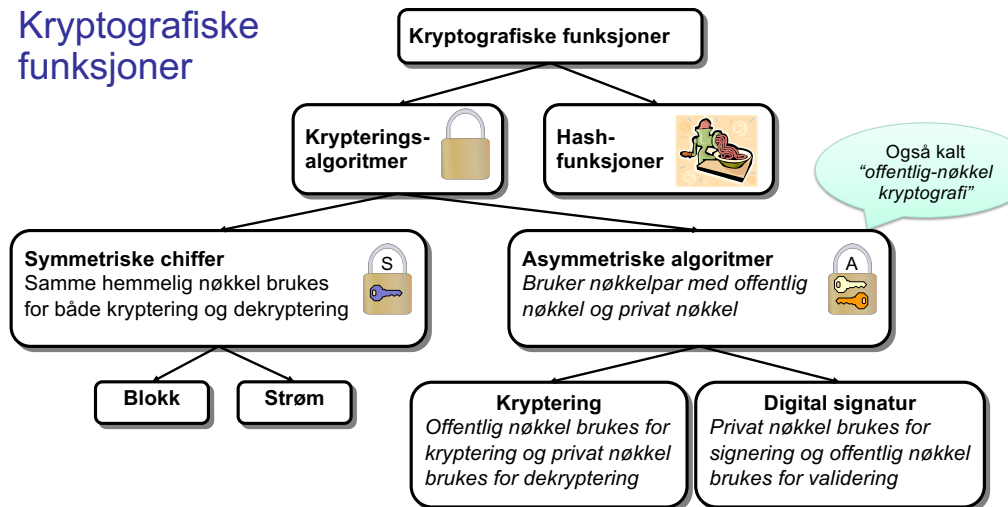 Kryptografiske
funksjoner
Kryptografiske funksjoner
Krypterings-
algoritmer
Hash-
funksjoner
Også kalt
“offentlig-nøkkel
kryptografi”
Symmetriske chiffer
Samme hemmelig nøkkel brukes
for både kryptering og dekryptering
S
Asymmetriske algoritmer
Bruker nøkkelpar med offentlig
nøkkel og privat nøkkel
A
Blokk
Strøm
Kryptering
Offentlig nøkkel brukes for
kryptering og privat nøkkel
brukes for dekryptering
Digital signatur
Privat nøkkel brukes for
signering og offentlig nøkkel
brukes for validering